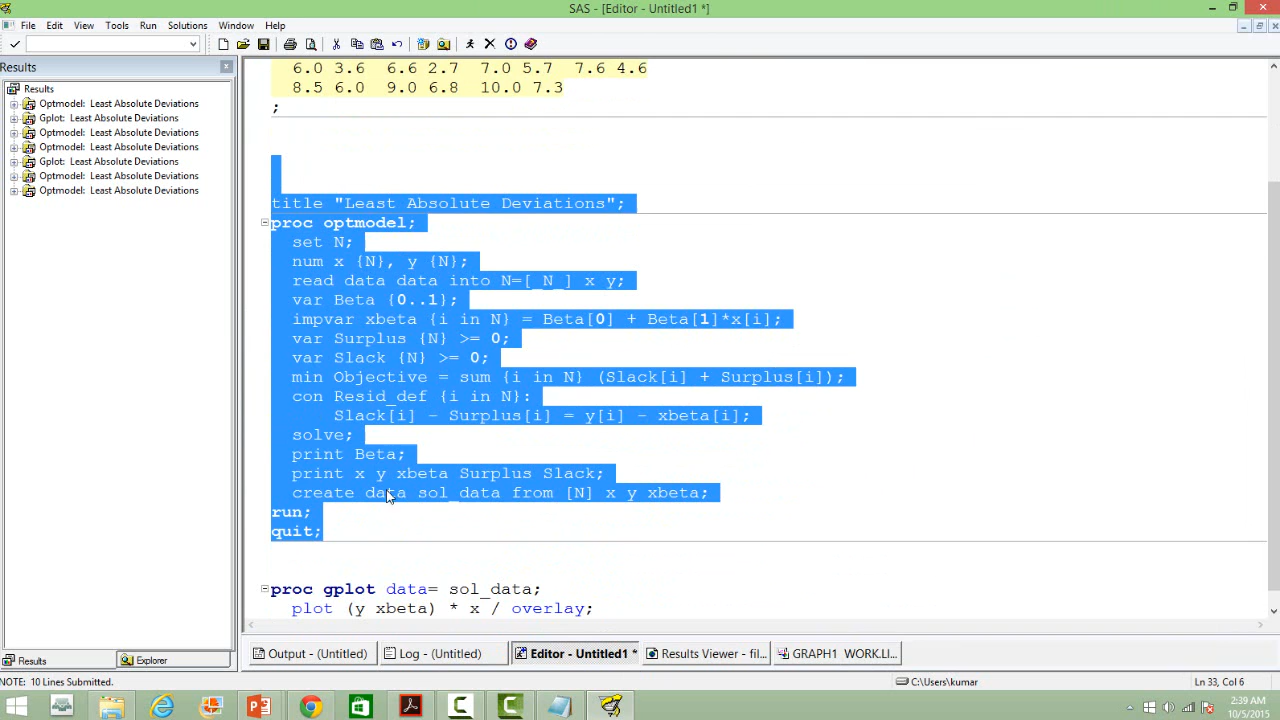 SAS - [Editor - Untitled1 *]
File Edit View Tools Run Solutions Window Help
Results
Results
Optmodel: Least Absolute Deviations
Gplot: Least Absolute Deviations
Optmodel: Least Absolute Deviations
Optmodel: Least Absolute Deviations
Gplot: Least Absolute Deviations
Optmodel: Least Absolute Deviations
Optmodel: Least Absolute Deviations
6.0 3.6 6.6 2.7 7.0 5.7 7.6 4.6
8.5 6.0 9.0 6.8 10.0 7.3
;
title "Least Absolute Deviations";
proc optmodel;
set N;
num x {N}, y {N};
read data data into N=[_N_] x y;
var Beta {0..1};
impvar xbeta {i in N} = Beta[0] + Beta[1]*x[i];
var Surplus {N} >= 0;
var Slack {N} >= 0;
min Objective = sum {i in N} (Slack[i] + Surplus[i]);
con Resid_def {i in N}:
Slack[i] - Surplus[i] = y[i] - xbeta[i];
solve;
print Beta;
print x y xbeta Surplus Slack;
create data sol_data from [N] x y xbeta;
run;
quit;
proc gplot data= sol_data;
plot (y xbeta) * x / overlay;
Results Explorer
Output - (Untitled) Log - (Untitled) Editor - Untitled1 * Results Viewer - fil... GRAPH1 WORK.LI...
NOTE: 10 Lines Submitted. C:\Users\kumar Ln 33, Col 6
2:39 AM
10/5/2015